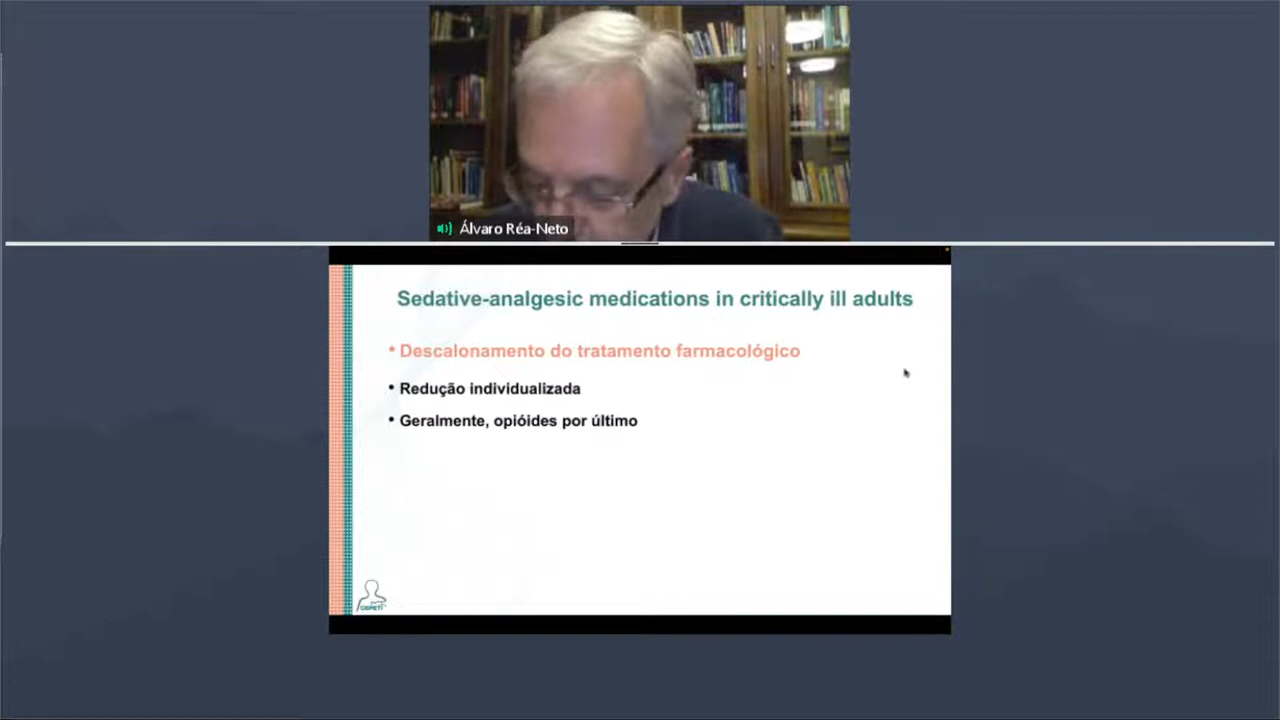 Álvaro Réa-Neto
Sedative-analgesic medications in critically ill adults
• Descalonamento do tratamento farmacológico
• Redução individualizada
• Geralmente, opióides por último
CEPETI